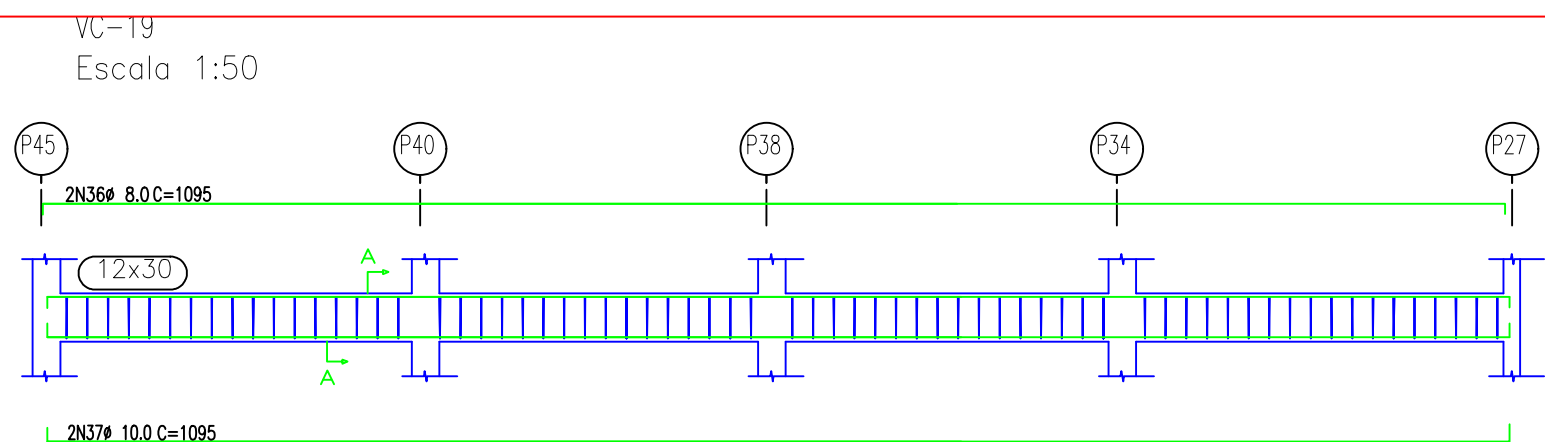 VC-19
Escala 1:50
P45 P40 P38 P34 P27
2N36ø 8.0 C=1095
12x30
A
A
2N37ø 10.0 C=1095